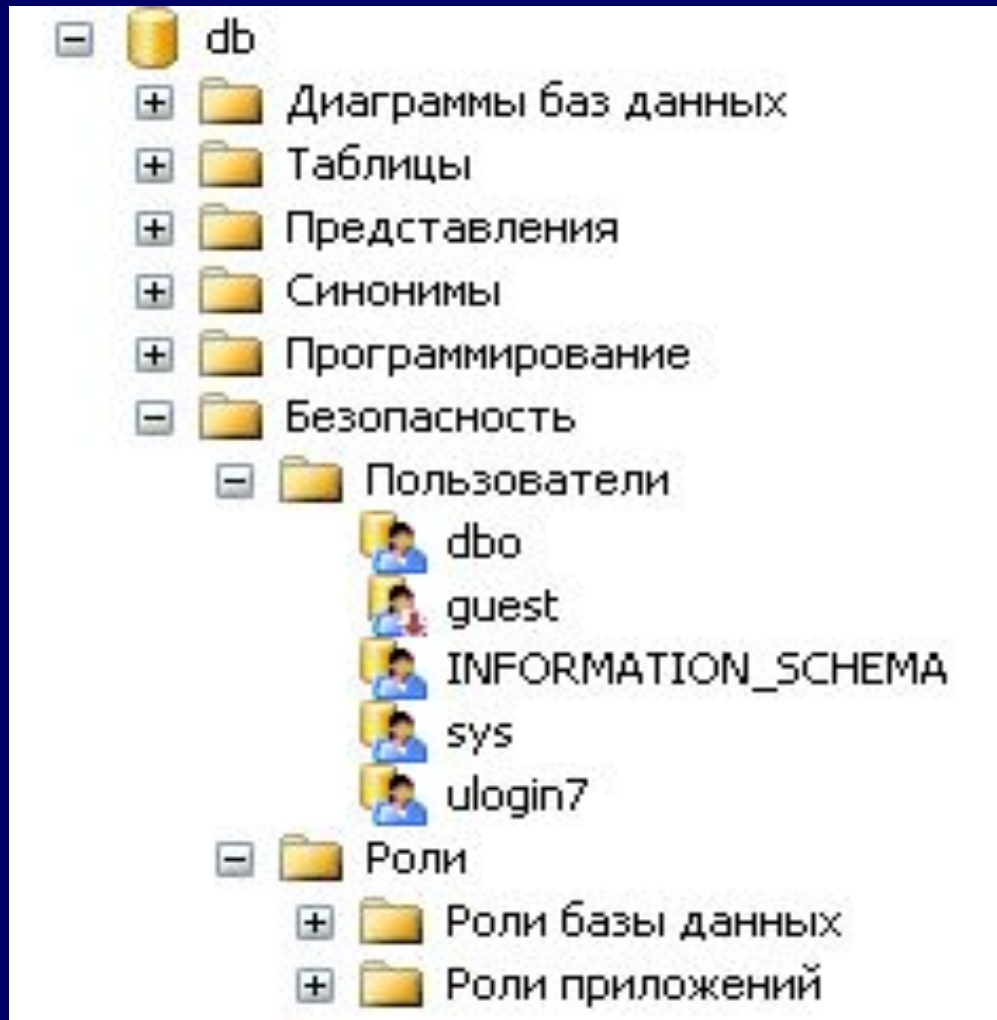 db
Диаграммы баз данных
Таблицы
Представления
Синонимы
Программирование
Безопасность
Пользователи
dbo
guest
INFORMATION_SCHEMA
sys
ulogin7
Роли
Роли базы данных
Роли приложений